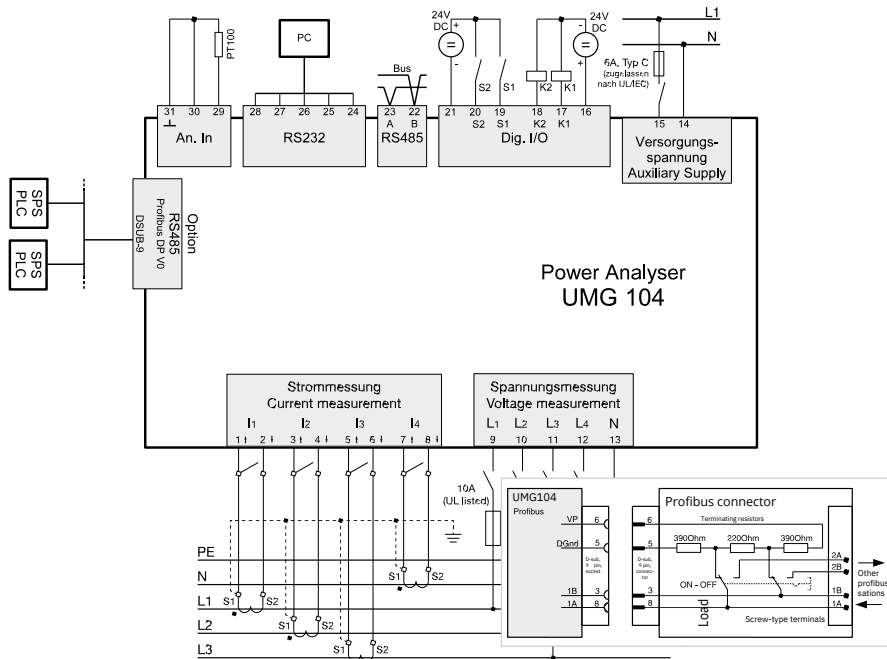 24V
DC
+
-
24V
DC
-
+
L1
N
PC
PT100
Bus
S2
S1
K2
K1
6A, Typ C
(zugelassen
nach UL/IEC)
31 30 29
An. In
28 27 26 25 24
RS232
23 22
A B
RS485
21 20 19 18 17 16
S2 S1 K2 K1
Dig. I/O
15 14
Versorgungs-
spannung
Auxiliary Supply
SPS
PLC
SPS
PLC
Option
RS485
Profibus DP V0
DSUB-9
Power Analyser
UMG 104
Strommessung
Current measurement
I1 I2 I3 I4
1 2 3 4 5 6 7 8
Spannungsmessung
Voltage measurement
L1 L2 L3 L4 N
9 10 11 12 13
10A
(UL listed)
PE
N
L1
L2
L3
S1 S2
S1 S2
S1 S2
S1 S2
UMG104
Profibus
VP 6
DGnd 5
1B 3
1A 8
D-sub,
9 pin,
socket
D-sub,
9 pin,
connec-
tor
Profibus connector
Terminating resistors
6
5
3
8
390Ohm 220Ohm 390Ohm
ON - OFF
Load
2A
2B
1B
1A
Screw-type terminals
Other
profibus
sations